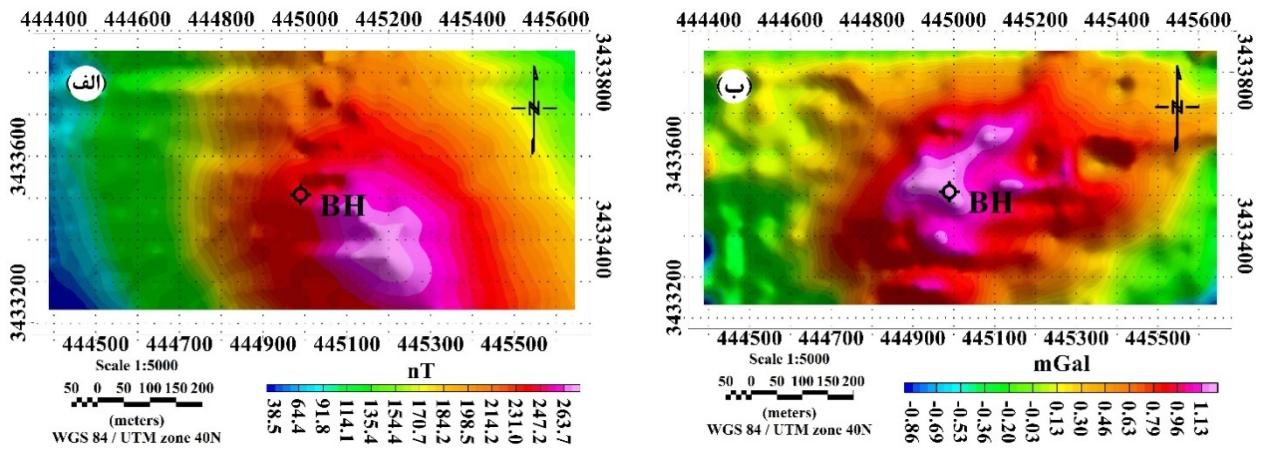 444400 444600 444800 445000 445200 445400 445600
3433800
3433600
3433400
3433200
(الف)
N
BH
444500 444700 444900 445100 445300 445500
Scale 1:5000
nT
50 0 50 100 150 200
(meters)
WGS 84 / UTM zone 40N
38.5 64.4 91.8 114.1 135.4 154.4 170.7 184.2 198.5 214.2 231.0 247.2 263.7
444400 444600 444800 445000 445200 445400 445600
3433800
3433600
3433400
3433200
(ب)
N
BH
444500 444700 444900 445100 445300 445500
Scale 1:5000
mGal
50 0 50 100 150 200
(meters)
WGS 84 / UTM zone 40N
-0.86 -0.69 -0.53 -0.36 -0.20 -0.03 0.13 0.30 0.46 0.63 0.79 0.96 1.13